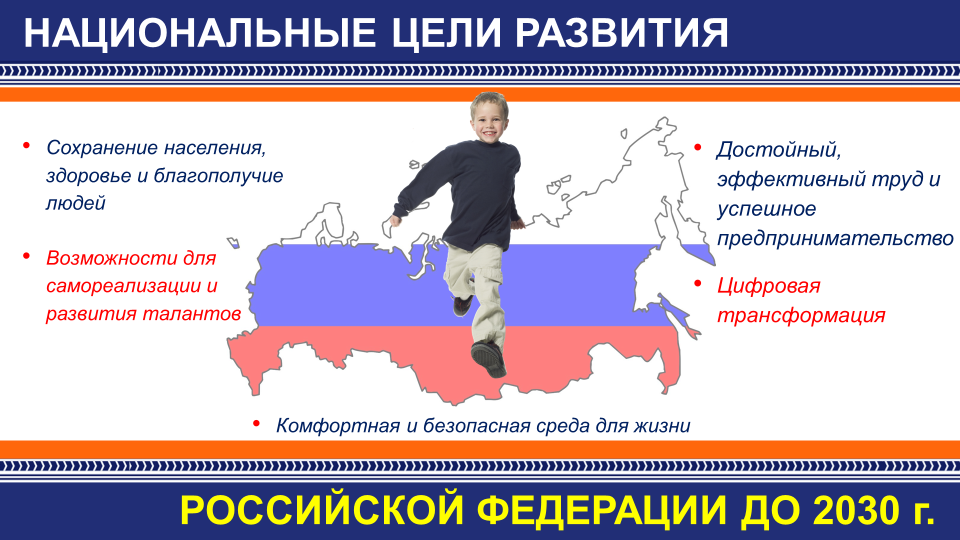 НАЦИОНАЛЬНЫЕ ЦЕЛИ РАЗВИТИЯ
• Сохранение населения,
здоровье и благополучие
людей
• Возможности для
самореализации и
развития талантов
• Достойный,
эффективный труд и
успешное
предпринимательство
• Цифровая
трансформация
• Комфортная и безопасная среда для жизни
РОССИЙСКОЙ ФЕДЕРАЦИИ ДО 2030 г.